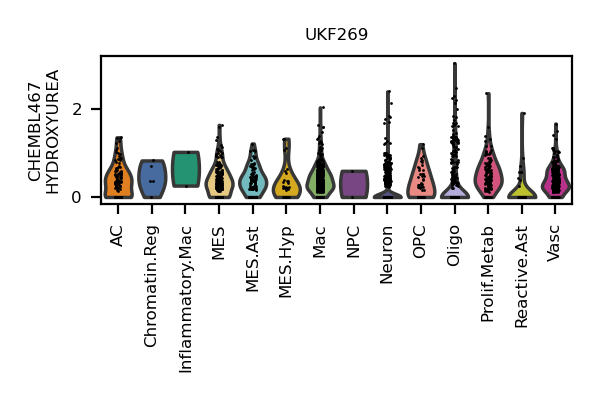 UKF269
CHEMBL467
HYDROXYUREA
2
0
AC
Chromatin.Reg
Inflammatory.Mac
MES
MES.Ast
MES.Hyp
Mac
NPC
Neuron
OPC
Oligo
Prolif.Metab
Reactive.Ast
Vasc